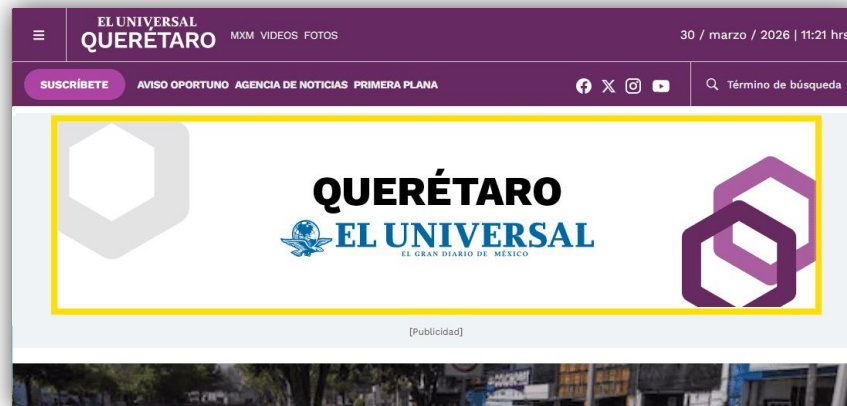 EL UNIVERSAL
QUERÉTARO
MXM VIDEOS FOTOS
30 / marzo / 2026 | 11:21 hrs
SUSCRÍBETE
AVISO OPORTUNO AGENCIA DE NOTICIAS PRIMERA PLANA
Término de búsqueda
QUERÉTARO
EL UNIVERSAL
EL GRAN DIARIO DE MÉXICO
[Publicidad]